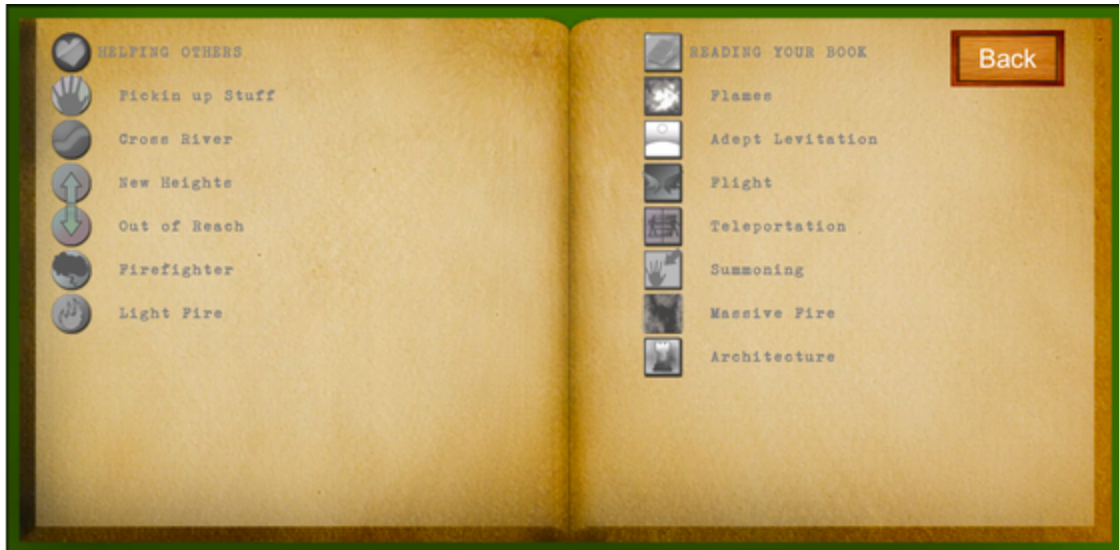 HELPING OTHERS
Pickin up Stuff
Cross River
New Heights
Out of Reach
Firefighter
Light Fire
READING YOUR BOOK
Back
Flames
Adept Levitation
Flight
Teleportation
Summoning
Massive Fire
Architecture